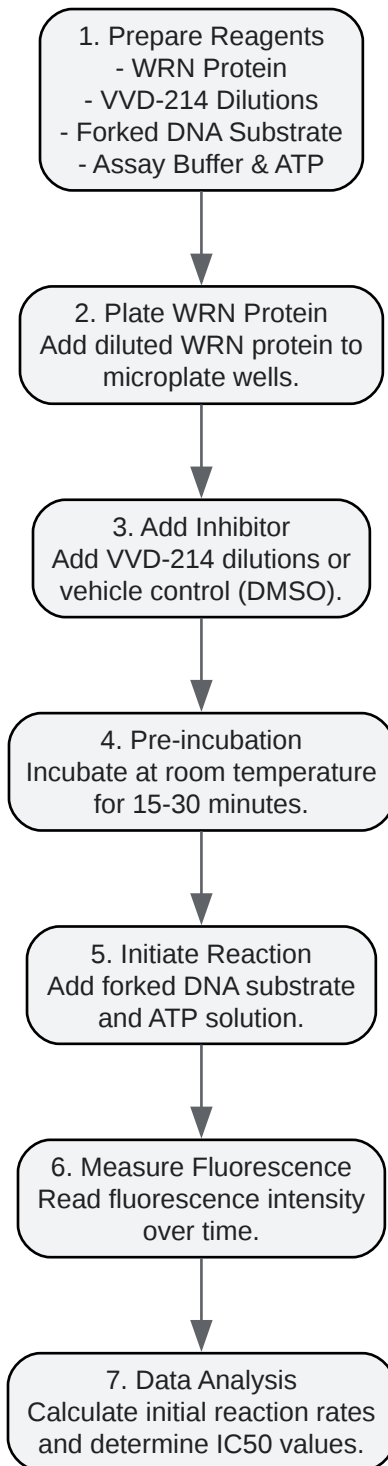 1. Prepare Reagents
- WRN Protein
- VVD-214 Dilutions
- Forked DNA Substrate
- Assay Buffer & ATP
2. Plate WRN Protein
Add diluted WRN protein to
microplate wells.
3. Add Inhibitor
Add VVD-214 dilutions or
vehicle control (DMSO).
4. Pre-incubation
Incubate at room temperature
for 15-30 minutes.
5. Initiate Reaction
Add forked DNA substrate
and ATP solution.
6. Measure Fluorescence
Read fluorescence intensity
over time.
7. Data Analysis
Calculate initial reaction rates
and determine IC50 values.